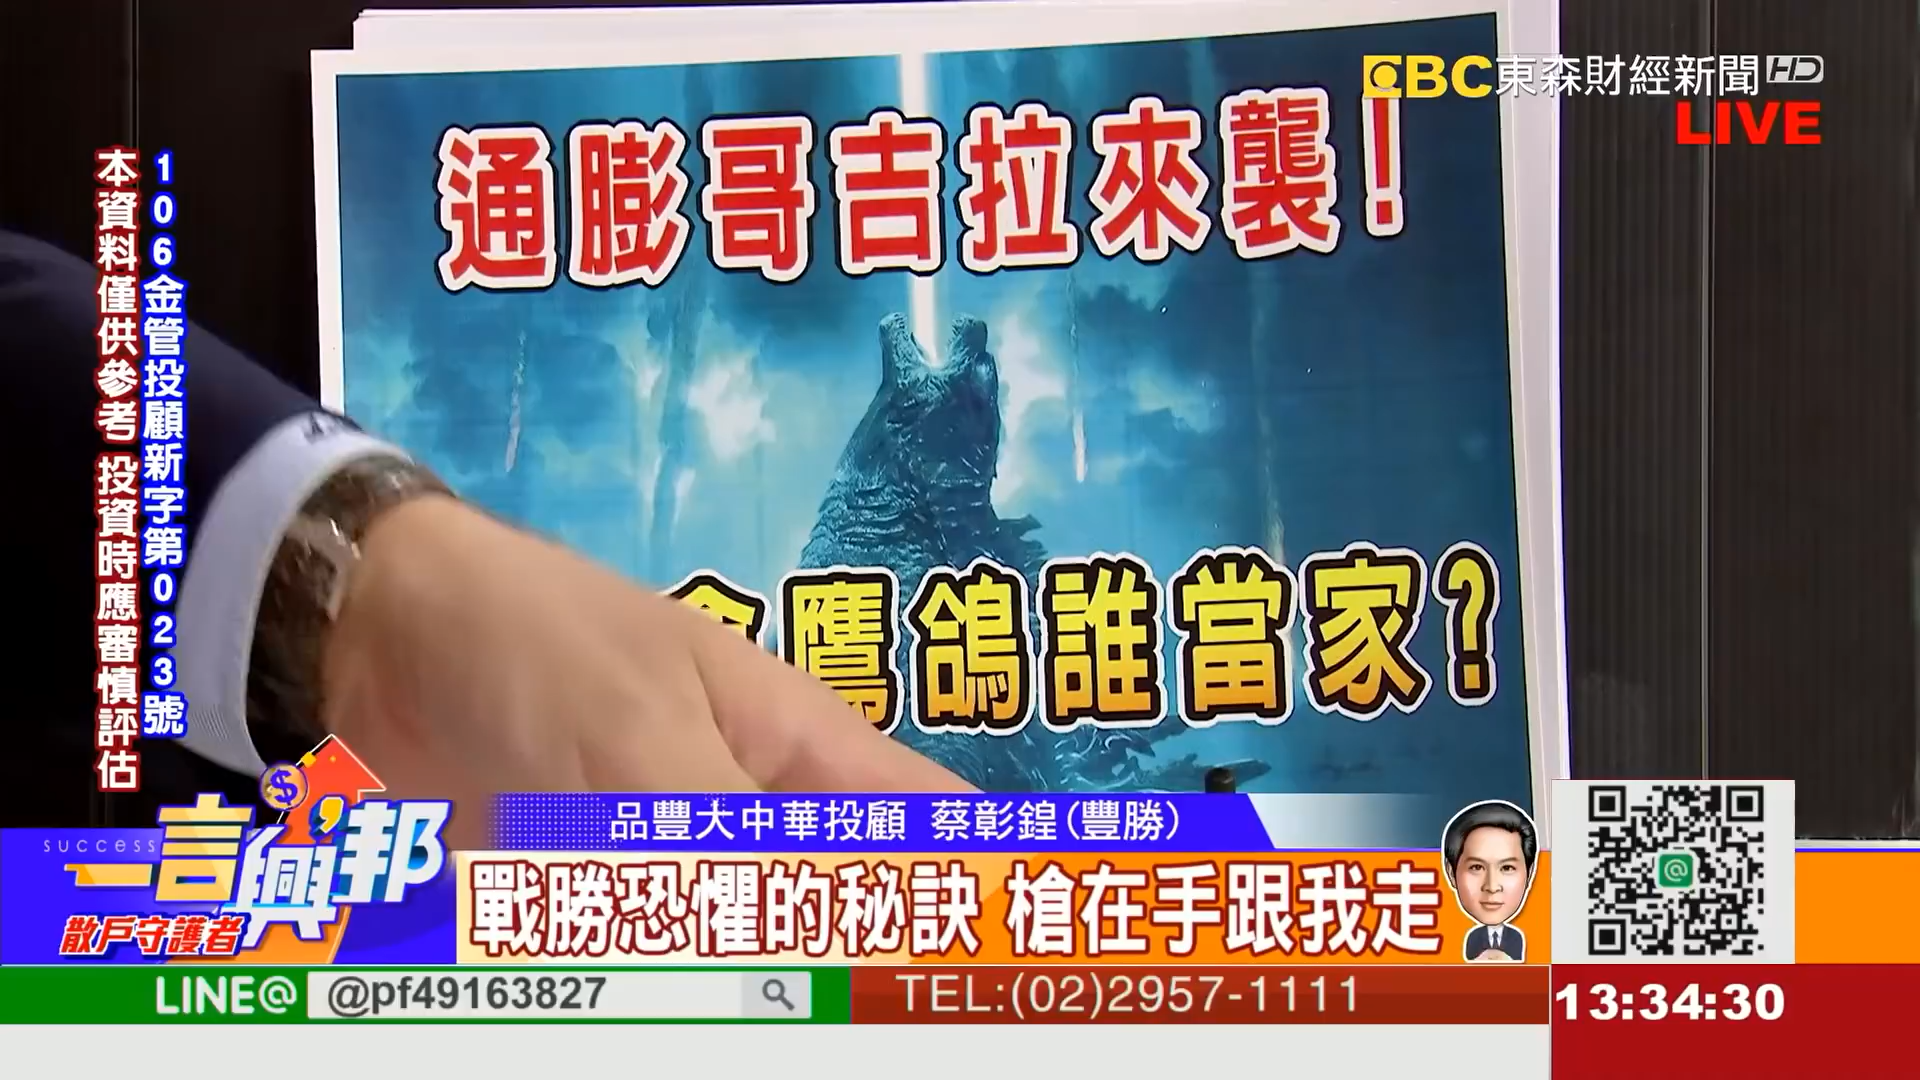 EBC東森財經新聞HD
LIVE
通膨哥吉拉來襲!
會鷹鴿誰當家?
106金管投顧新字第023號
本資料僅供參考 投資時應審慎評估
success
一言興邦
散戶守護者
品豐大中華投顧 蔡彰鍠(豐勝)
戰勝恐懼的秘訣 槍在手跟我走
LINE@ @pf49163827
TEL:(02)2957-1111
13:34:30